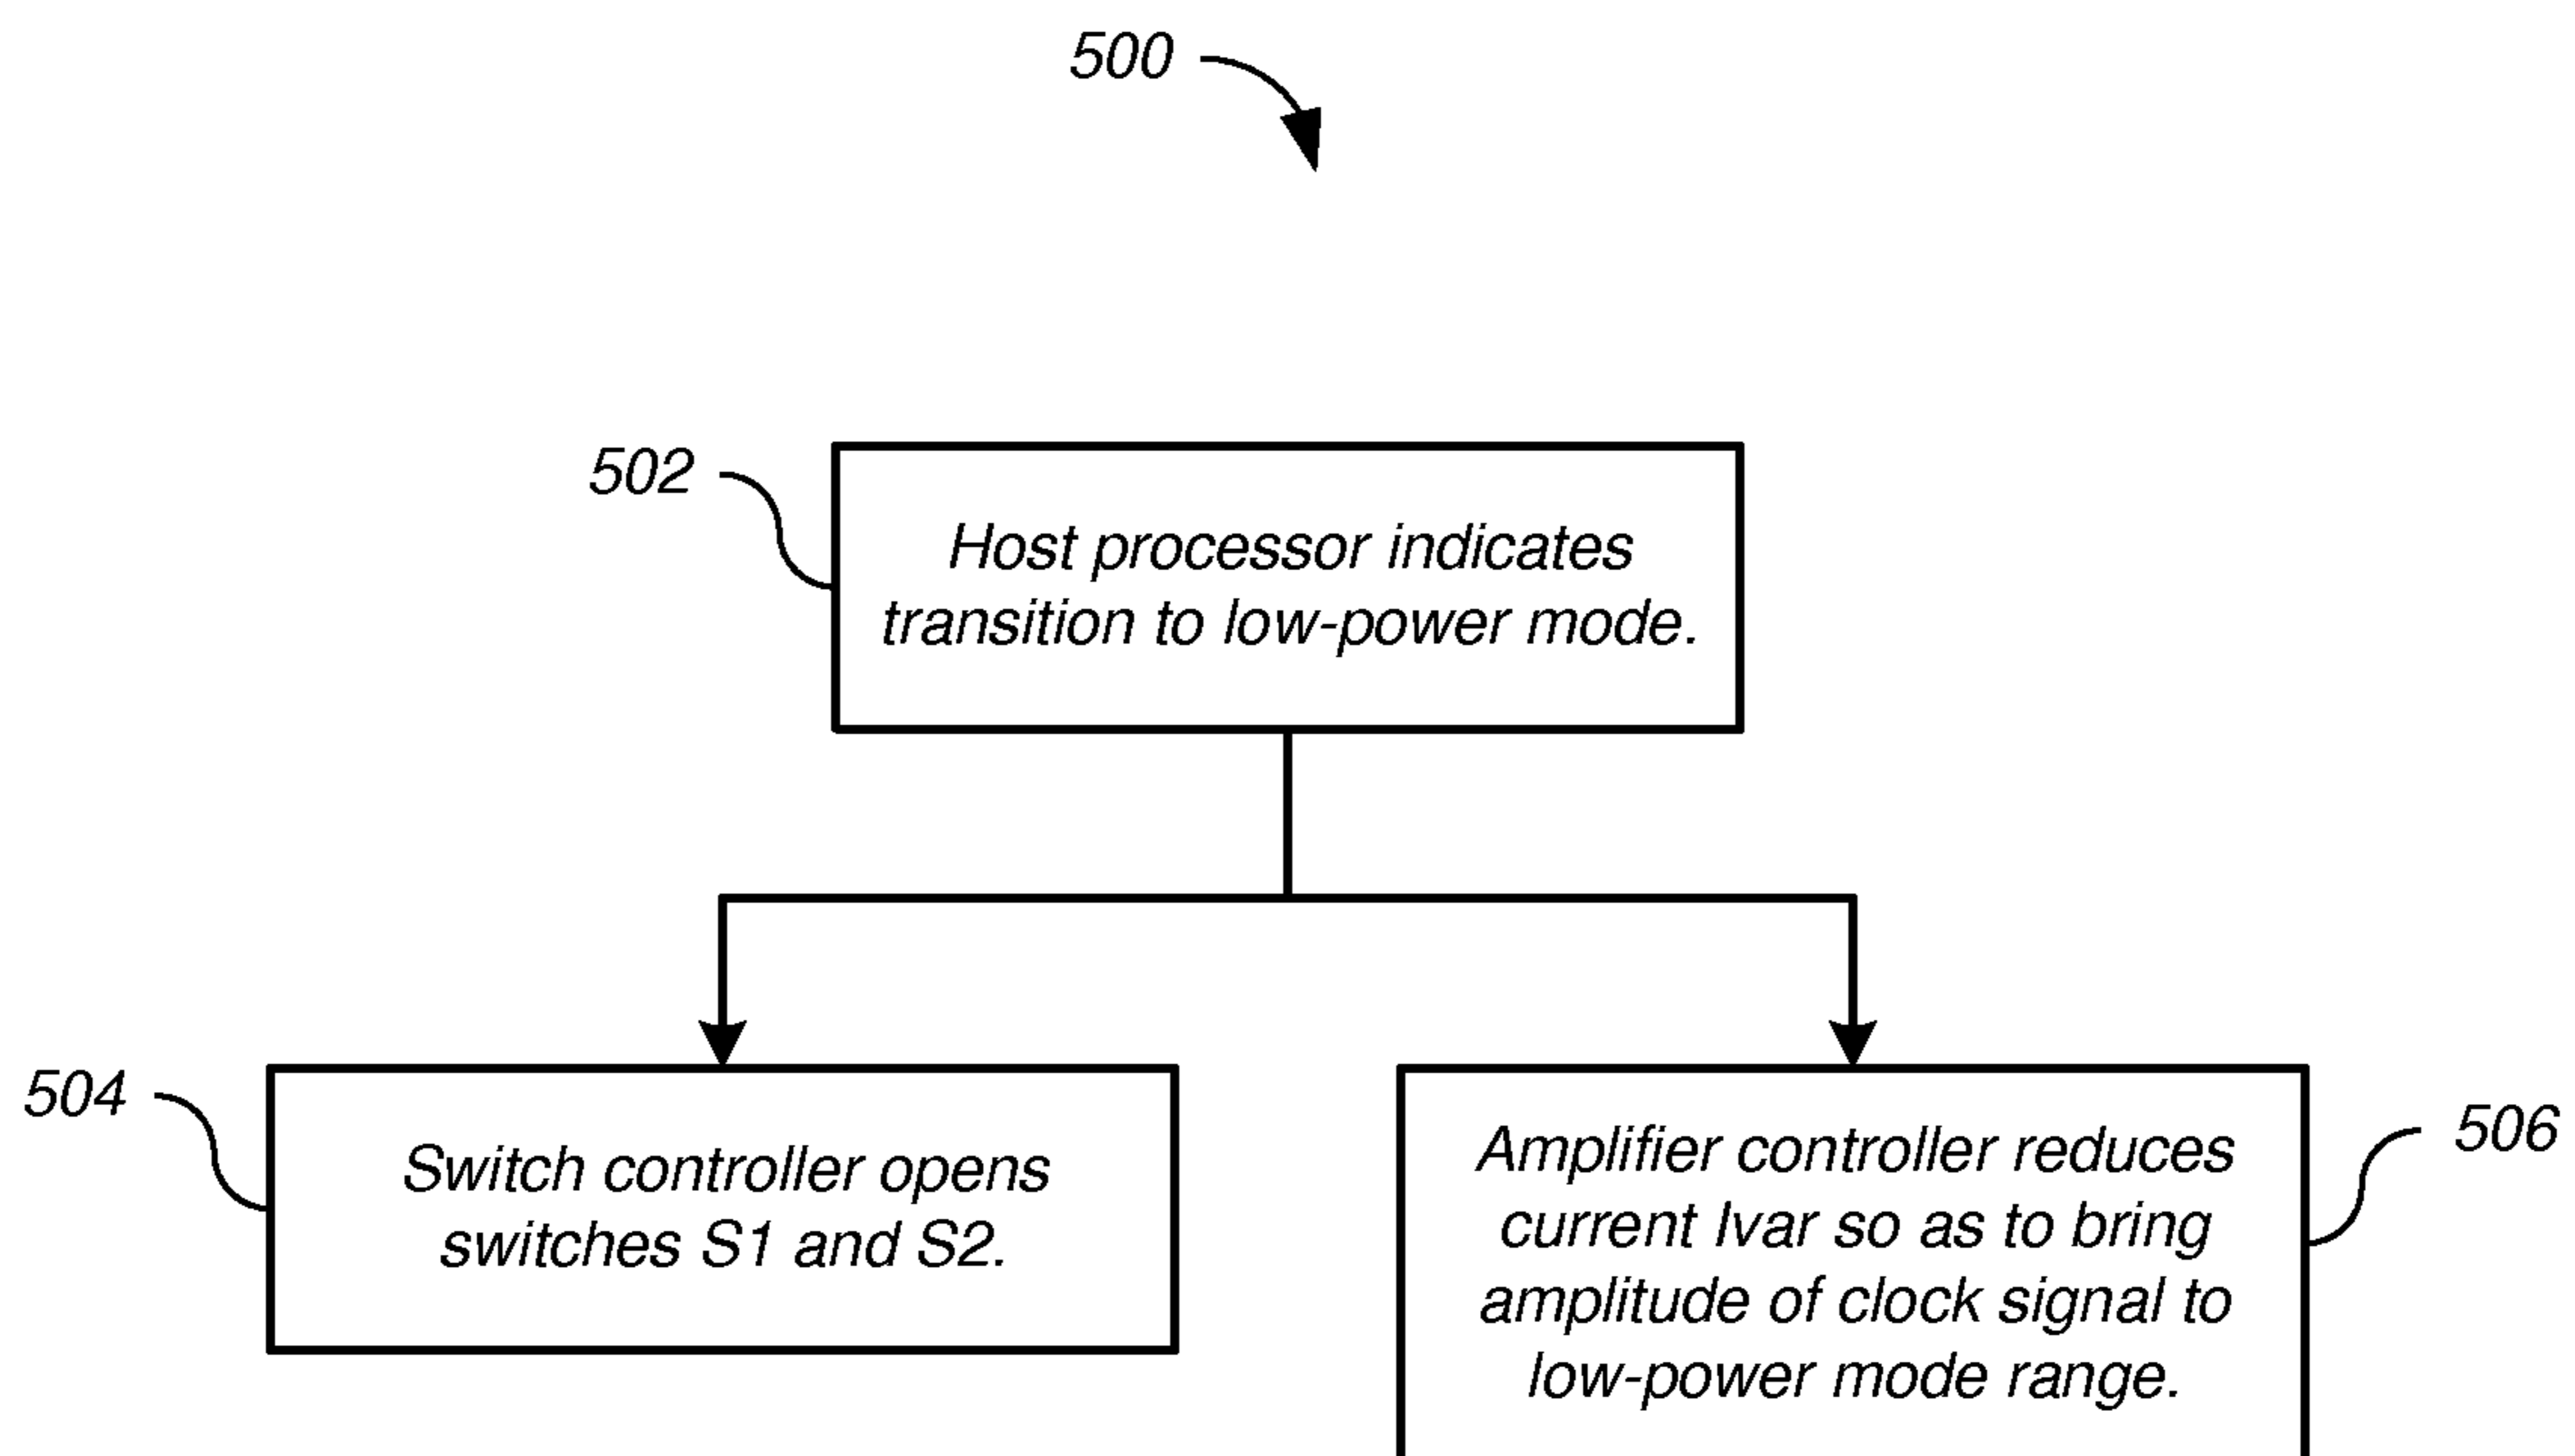 500
502
Host processor indicates
transition to low-power mode.
504
Switch controller opens
switches S1 and S2.
506
Amplifier controller reduces
current Ivar so as to bring
amplitude of clock signal to
low-power mode range.